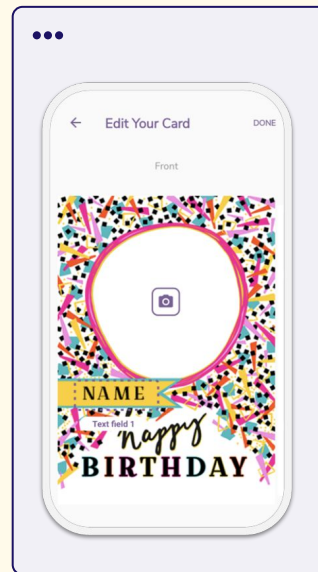 Edit Your Card
DONE
Front
NAME
Text field 1
Happy
BIRTHDAY